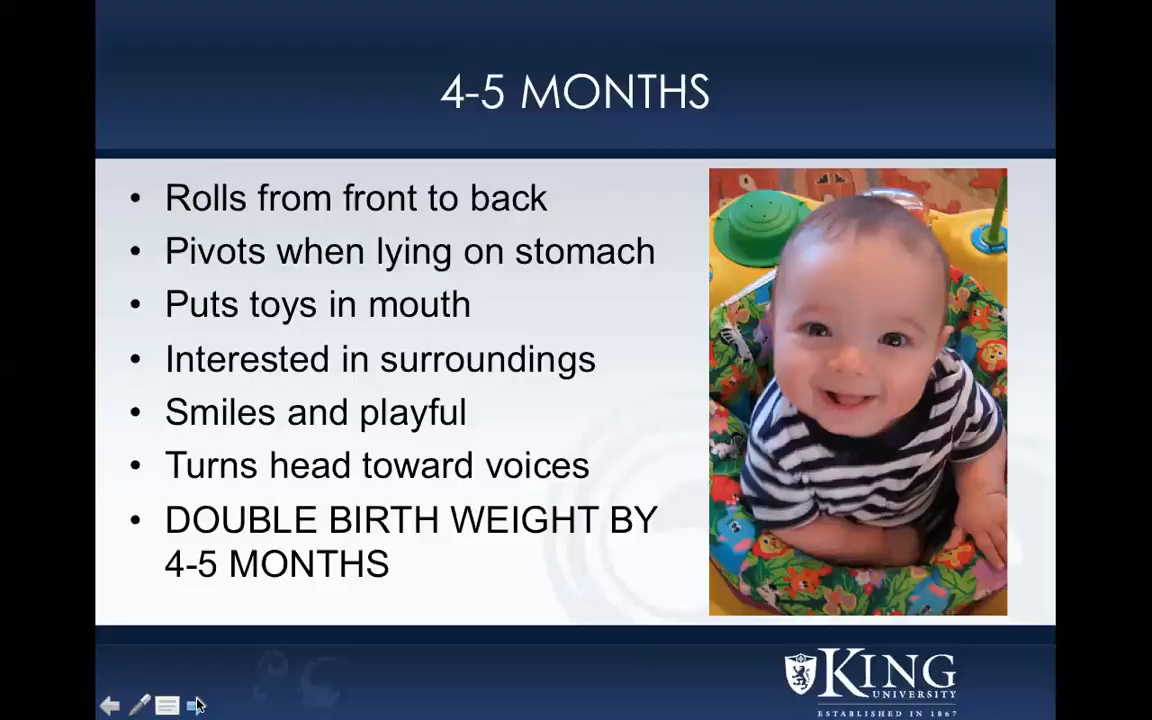 4-5 MONTHS
• Rolls from front to back
• Pivots when lying on stomach
• Puts toys in mouth
• Interested in surroundings
• Smiles and playful
• Turns head toward voices
• DOUBLE BIRTH WEIGHT BY
4-5 MONTHS
KING
UNIVERSITY
ESTABLISHED IN 1867